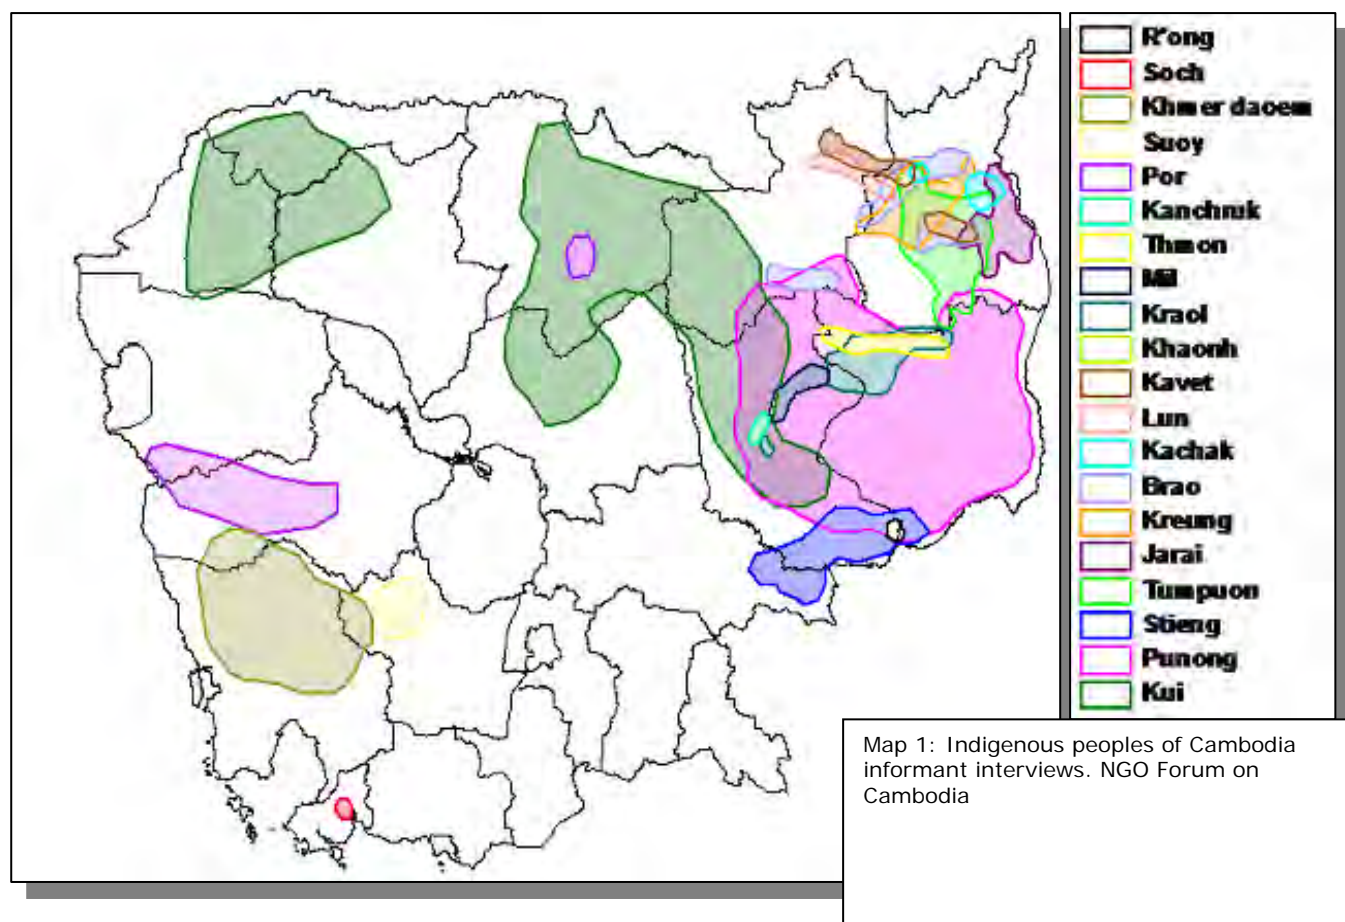 R'ong
Soch
Khmer daoem
Suoy
Por
Kanchruk
Thmon
Mil
Kraol
Khaonh
Kavet
Lun
Kachak
Brao
Kreung
Jarai
Tumpuon
Stieng
Punong
Kui
Map 1: Indigenous peoples of Cambodia
informant interviews. NGO Forum on
Cambodia